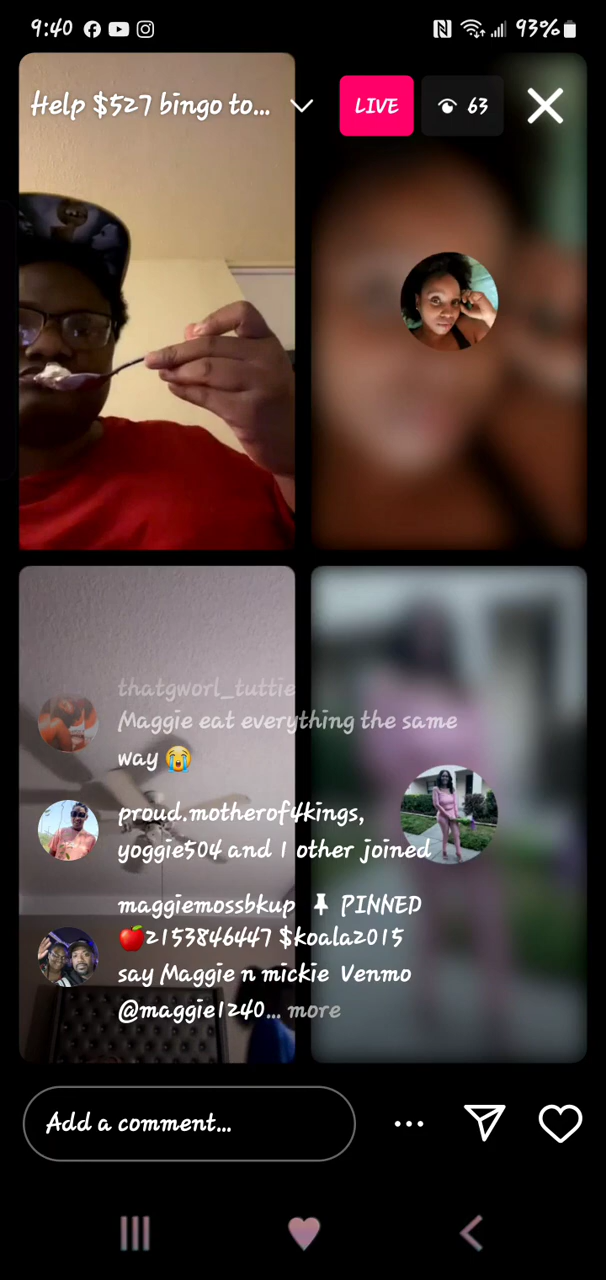 9:40
93%
Help $527 bingo to...
LIVE
63
thatgworl_tuttie
Maggie eat everything the same
way 😭
proud.motherof4kings,
yoggie504 and 1 other joined
maggiemossbkup 📌 PINNED
🍎2153846447 $koala2015
say Maggie n mickie Venmo
@maggie1240... more
Add a comment...